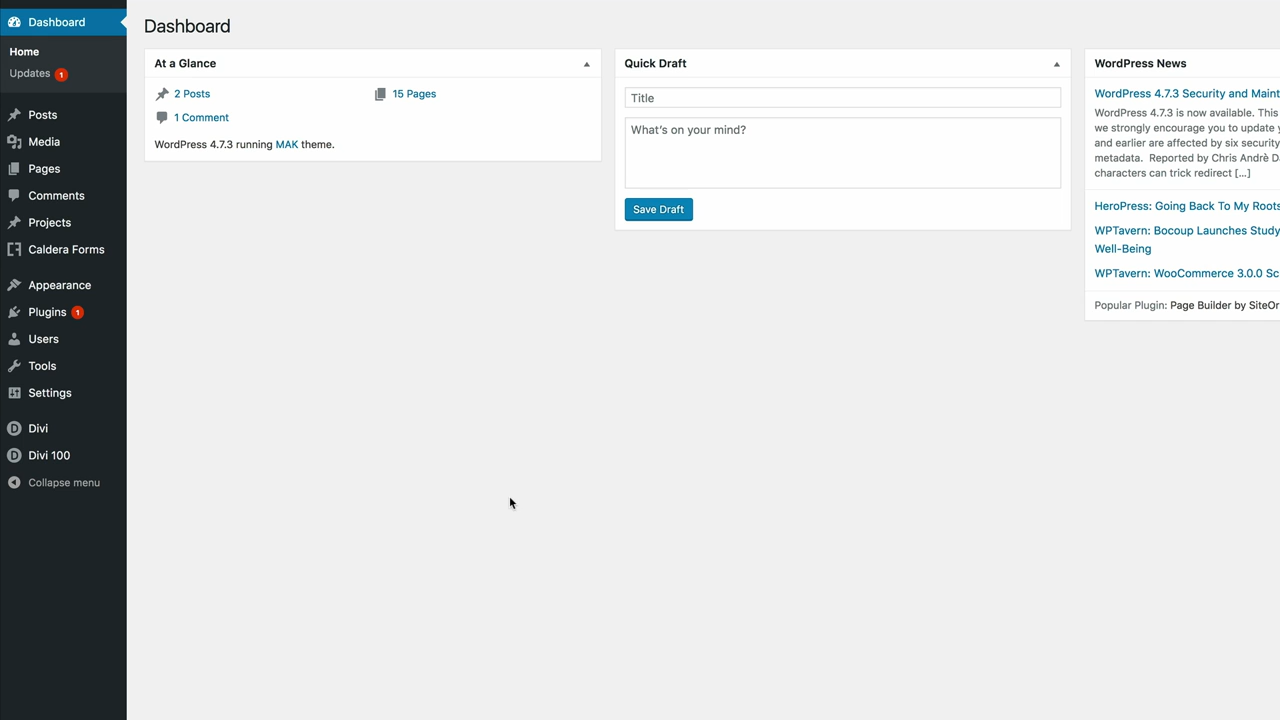 Dashboard
Home
Updates 1
Posts
Media
Pages
Comments
Projects
Caldera Forms
Appearance
Plugins 1
Users
Tools
Settings
Divi
Divi 100
Collapse menu
Dashboard
At a Glance
2 Posts
15 Pages
1 Comment
WordPress 4.7.3 running MAK theme.
Quick Draft
Title
What's on your mind?
Save Draft
WordPress News
WordPress 4.7.3 Security and Maint
WordPress 4.7.3 is now available. This
we strongly encourage you to update y
and earlier are affected by six security
metadata. Reported by Chris Andrè D
characters can trick redirect […]
HeroPress: Going Back To My Roots
WPTavern: Bocoup Launches Study
Well-Being
WPTavern: WooCommerce 3.0.0 Sc
Popular Plugin: Page Builder by SiteOr